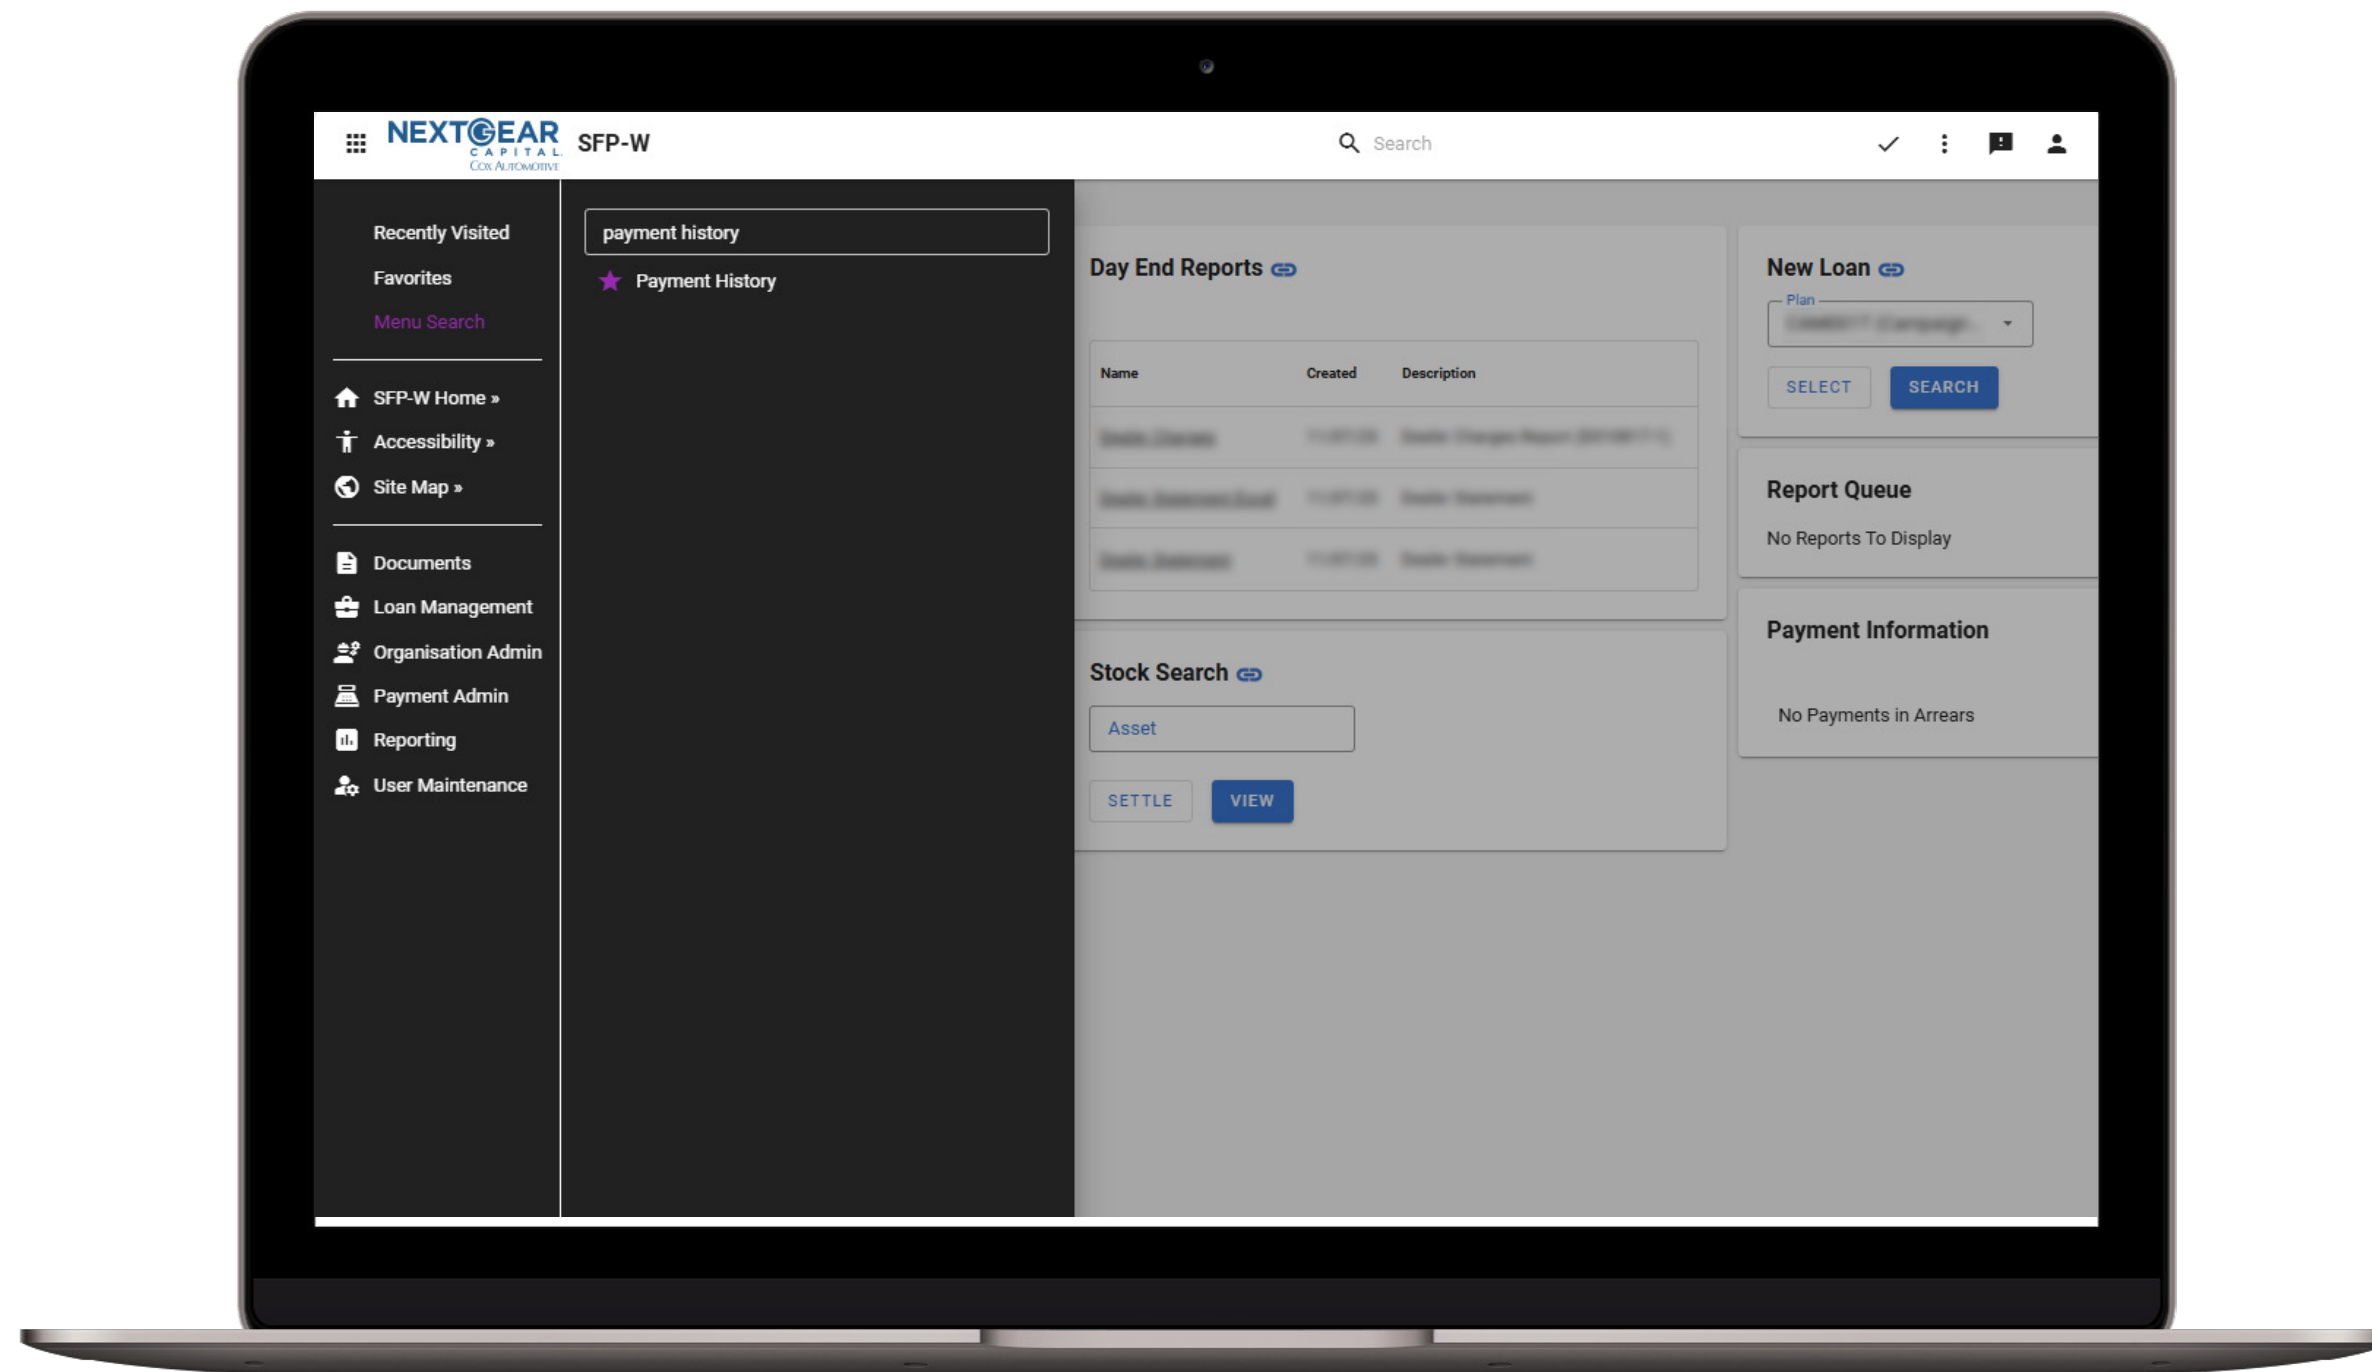 NEXTGEAR
CAPITAL
COX AUTOMOTIVE
SFP-W
Search
Recently Visited
Favorites
Menu Search
SFP-W Home »
Accessibility »
Site Map »
Documents
Loan Management
Organisation Admin
Payment Admin
Reporting
User Maintenance
payment history
Payment History
Day End Reports
Name Created Description
Stock Search
Asset
SETTLE VIEW
New Loan
Plan
SELECT SEARCH
Report Queue
No Reports To Display
Payment Information
No Payments in Arrears